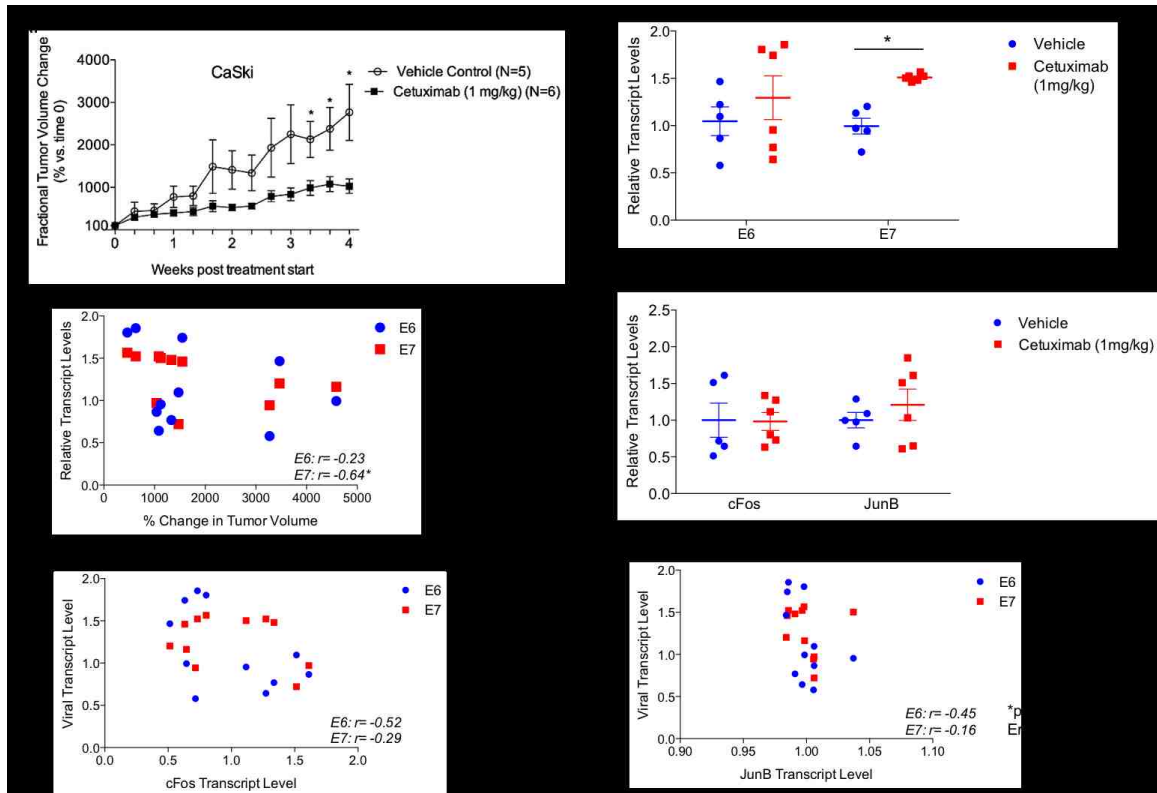 CaSki
Vehicle Control (N=5)
Cetuximab (1 mg/kg) (N=6)
Fractional Tumor Volume Change
(% vs. time 0)
4000
3000
2000
1000
100
* * *
0 1 2 3 4
Weeks post treatment start
Relative Transcript Levels
2.0
1.5
1.0
0.5
0.0
*
E6 E7
Vehicle
Cetuximab
(1mg/kg)
Relative Transcript Levels
2.0
1.5
1.0
0.5
0.0
0 1000 2000 3000 4000 5000
% Change in Tumor Volume
E6
E7
E6: r= -0.23
E7: r= -0.64*
Relative Transcript Levels
2.5
2.0
1.5
1.0
0.5
0.0
cFos JunB
Vehicle
Cetuximab (1mg/kg)
Viral Transcript Level
2.0
1.5
1.0
0.5
0.0
0.0 0.5 1.0 1.5 2.0
cFos Transcript Level
E6
E7
E6: r= -0.52
E7: r= -0.29
Viral Transcript Level
2.0
1.5
1.0
0.5
0.0
0.90 0.95 1.00 1.05 1.10
JunB Transcript Level
E6
E7
E6: r= -0.45
E7: r= -0.16
*p
Er